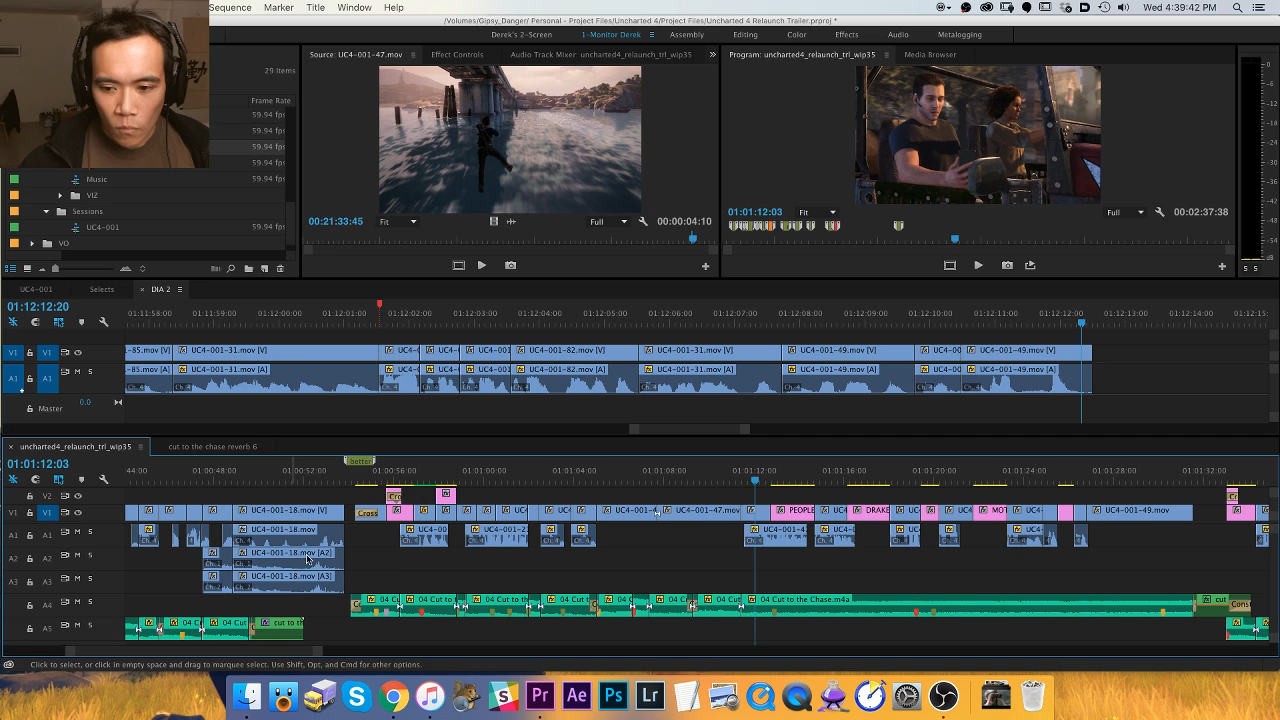 Sequence Marker Title Window Help
Wed 4:39:42 PM
/Volumes/Gipsy_Danger/ Personal - Project Files/Uncharted 4/Project Files/Uncharted 4 Relaunch Trailer.prproj *
Derek's 2-Screen 1-Monitor Derek Assembly Editing Color Effects Audio Metalogging
29 Items
Frame Rate
59.94 fps
59.94 fps
59.94 fps
59.94 fps
Music 59.94 fps
VIZ
Sessions
UC4-001
VO
Source: UC4-001-47.mov Effect Controls Audio Track Mixer: uncharted4_relaunch_trl_wip35
Program: uncharted4_relaunch_trl_wip35 Media Browser
00:21:33:45 Fit Full 00:00:04:10
01:01:12:03 Fit Full 00:02:37:38
UC4-001 Selects × DIA 2
01:12:12:20
01:11:58:00 01:11:59:00 01:12:00:00 01:12:01:00 01:12:02:00 01:12:03:00 01:12:04:00 01:12:05:00 01:12:06:00 01:12:07:00 01:12:08:00 01:12:09:00 01:12:10:00 01:12:11:00 01:12:12:00 01:12:13:00 01:12:14:00 01:12:15:
V1 V1 -85.mov [V] UC4-001-31.mov [V] UC4- UC4- UC4-001 UC4-001-82.mov [V] UC4-001-31.mov [V] UC4-001-49.mov [V] UC4-00 UC4-001-49.mov [V]
A1 A1 M S -85.mov [A] UC4-001-31.mov [A] UC4- UC4- UC4-001 UC4-001-82.mov [A] UC4-001-31.mov [A] UC4-001-49.mov [A] UC4-00 UC4-001-49.mov [A]
Master 0.0
× uncharted4_relaunch_trl_wip35 cut to the chase reverb 6
01:01:12:03
better
44:00 01:00:48:00 01:00:52:00 01:00:56:00 01:01:00:00 01:01:04:00 01:01:08:00 01:01:12:00 01:01:16:00 01:01:20:00 01:01:24:00 01:01:28:00 01:01:32:00
V2
V1 V1 UC4-001-18.mov [V] Cross UC4-001-47.mov UC4-001-49.mov [V]
PEOPLE DRAKE MOT
A1 M S UC4-001-18.mov UC4-00 UC4-001-2 UC4 UC4-001-4 UC4-0
A2 M S UC4-001-18.mov [A2]
A3 M S UC4-001-18.mov [A3]
A4 M S 04 Cut to t 04 Cut to th 04 Cut t 04 Cut 04 Cut to the Chase.m4a cut Const
A5 M S 04 Cut 04 Cut cut to th
Click to select, or click in empty space and drag to marquee select. Use Shift, Opt, and Cmd for other options.
Pr Ae Ps Lr